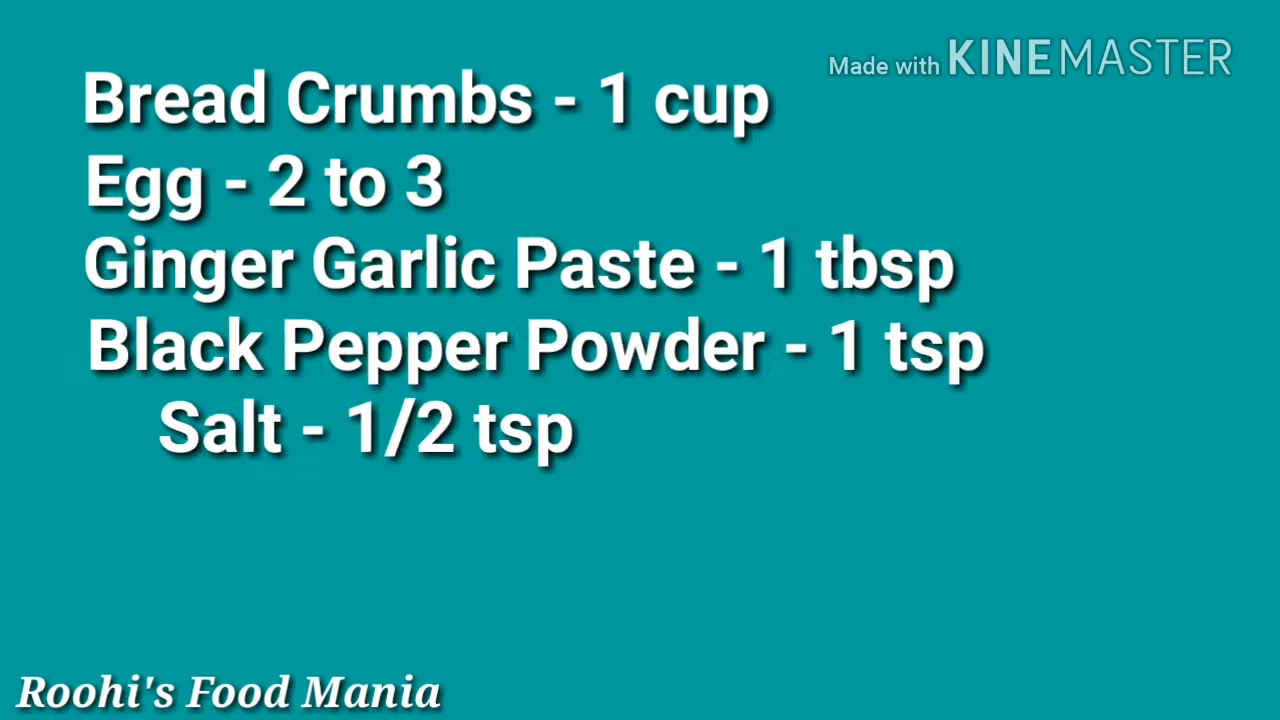 Made with KINEMASTER
Bread Crumbs - 1 cup
Egg - 2 to 3
Ginger Garlic Paste - 1 tbsp
Black Pepper Powder - 1 tsp
Salt - 1/2 tsp
Roohi's Food Mania